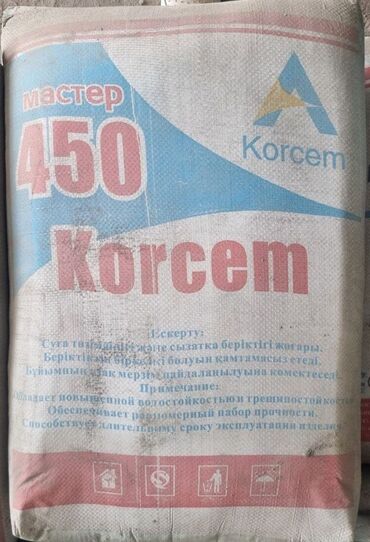 мастер
450
Korcem
Korcem
Ескерту:
Суға төзімділігі және сызатқа беріктігі жоғары.
Беріктіктің біркелкі болуын қамтамасыз етеді.
Бұйымның ұзақ мерзім пайдаланылуына көмектеседі.
Примечание:
Обладает повышенной водостойкостью и трещиностойкостью.
Обеспечивает равномерный набор прочности.
Способствует длительному сроку эксплуатации изделия.